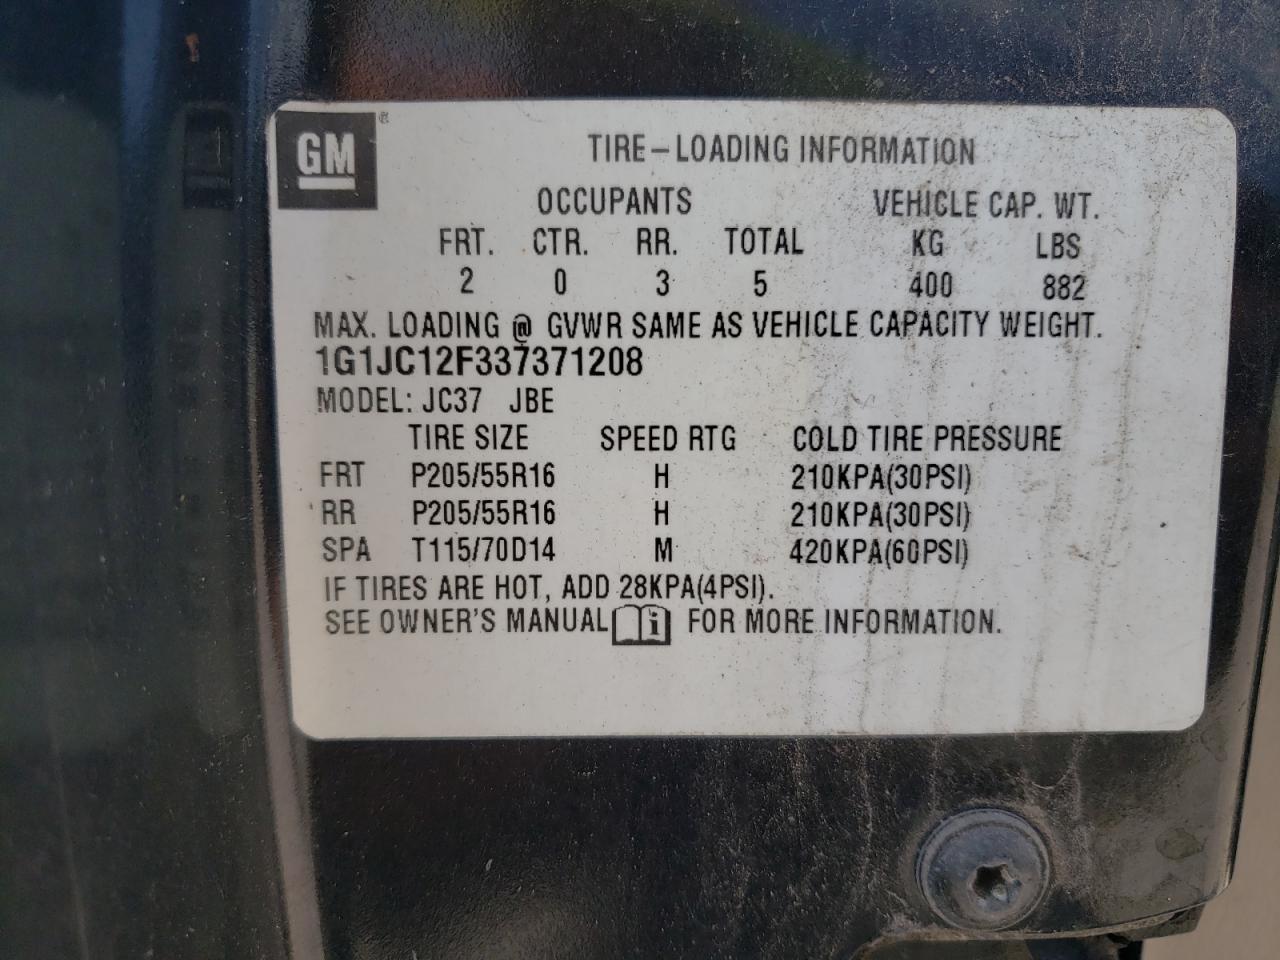 GM®
TIRE-LOADING INFORMATION
OCCUPANTS VEHICLE CAP. WT.
FRT. CTR. RR. TOTAL KG LBS
2 0 3 5 400 882
MAX. LOADING @ GVWR SAME AS VEHICLE CAPACITY WEIGHT.
1G1JC12F337371208
MODEL: JC37 JBE
TIRE SIZE SPEED RTG COLD TIRE PRESSURE
FRT P205/55R16 H 210KPA(30PSI)
RR P205/55R16 H 210KPA(30PSI)
SPA T115/70D14 M 420KPA(60PSI)
IF TIRES ARE HOT, ADD 28KPA(4PSI).
SEE OWNER'S MANUAL i FOR MORE INFORMATION.